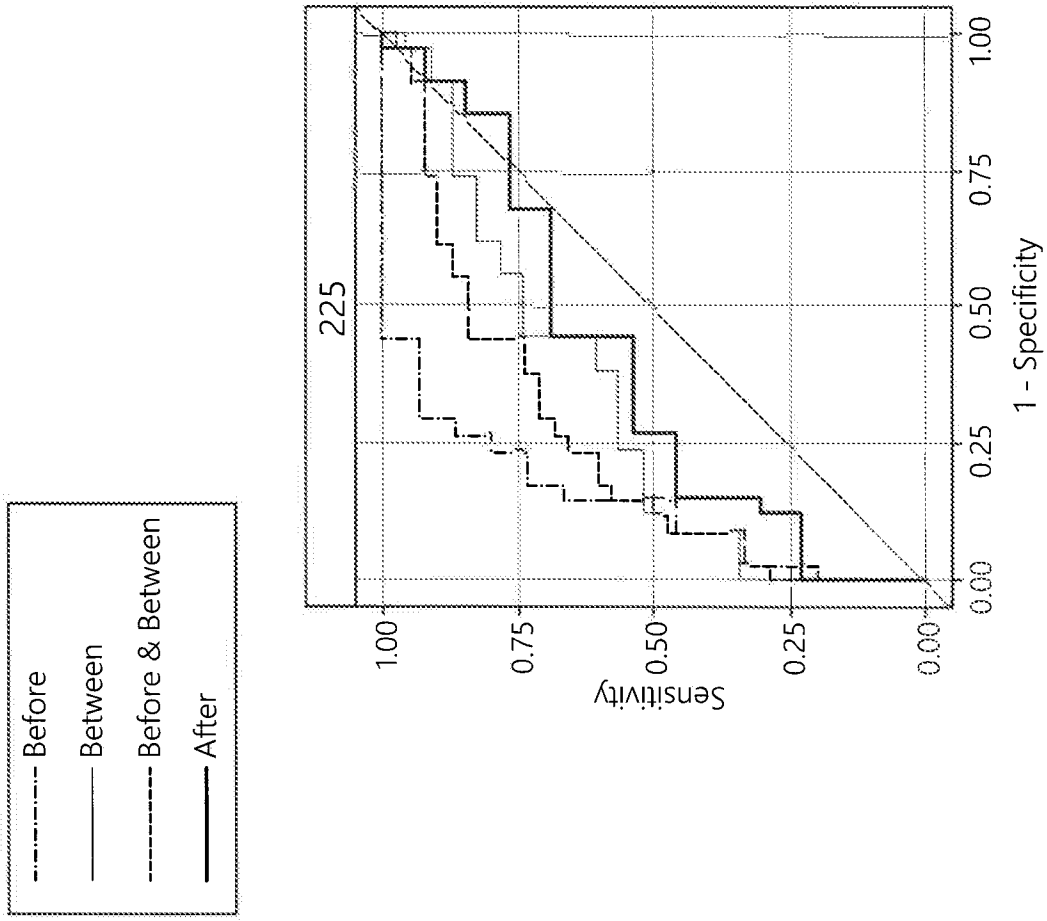 Before
Between
Before & Between
After
225
1.00
0.75
0.50
0.25
0.00
Sensitivity
0.00
0.25
0.50
0.75
1.00
1 - Specificity